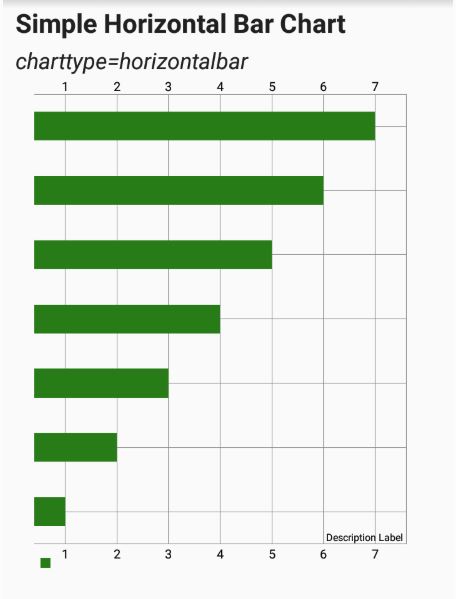 Simple Horizontal Bar Chart
charttype=horizontalbar
1 2 3 4 5 6 7
Description Label
1 2 3 4 5 6 7